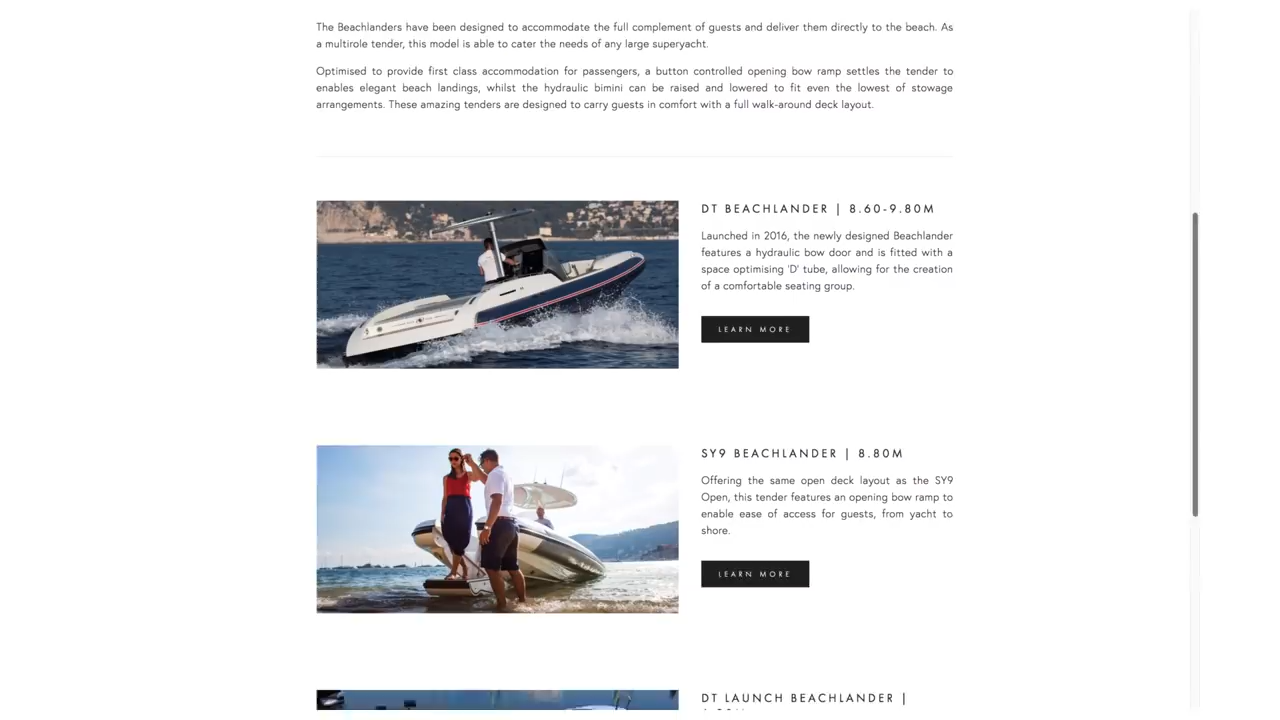 The Beachlanders have been designed to accommodate the full complement of guests and deliver them directly to the beach. As
a multirole tender, this model is able to cater the needs of any large superyacht.
Optimised to provide first class accommodation for passengers, a button controlled opening bow ramp settles the tender to
enables elegant beach landings, whilst the hydraulic bimini can be raised and lowered to fit even the lowest of stowage
arrangements. These amazing tenders are designed to carry guests in comfort with a full walk-around deck layout.
DT BEACHLANDER | 8.60-9.80M
Launched in 2016, the newly designed Beachlander
features a hydraulic bow door and is fitted with a
space optimising 'D' tube, allowing for the creation
of a comfortable seating group.
LEARN MORE
SY9 BEACHLANDER | 8.80M
Offering the same open deck layout as the SY9
Open, this tender features an opening bow ramp to
enable ease of access for guests, from yacht to
shore.
LEARN MORE
DT LAUNCH BEACHLANDER |